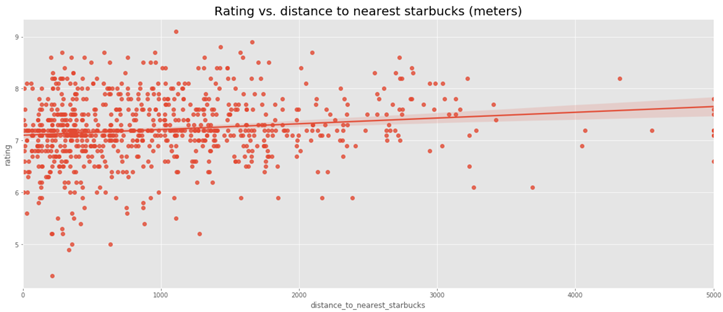 Rating vs. distance to nearest starbucks (meters)
9
8
7
6
5
rating
0 1000 2000 3000 4000 5000
distance_to_nearest_starbucks